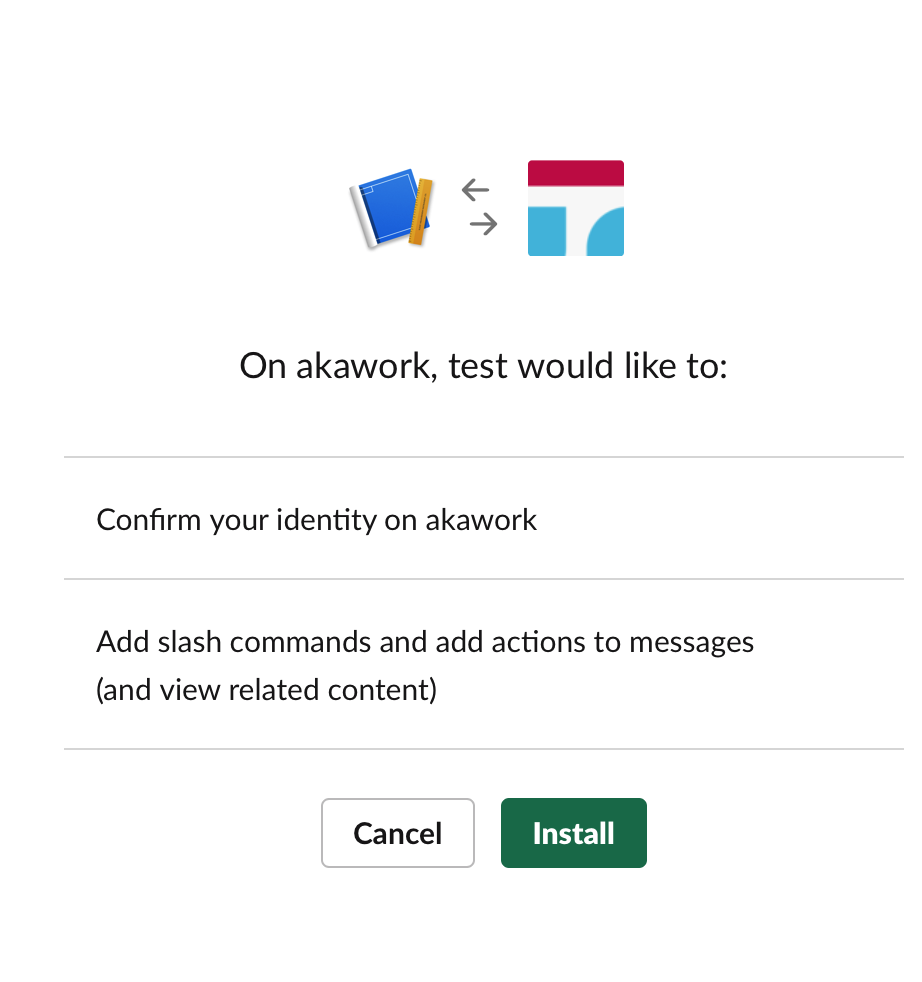 On akawork, test would like to:
Confirm your identity on akawork
Add slash commands and add actions to messages
(and view related content)
Cancel
Install